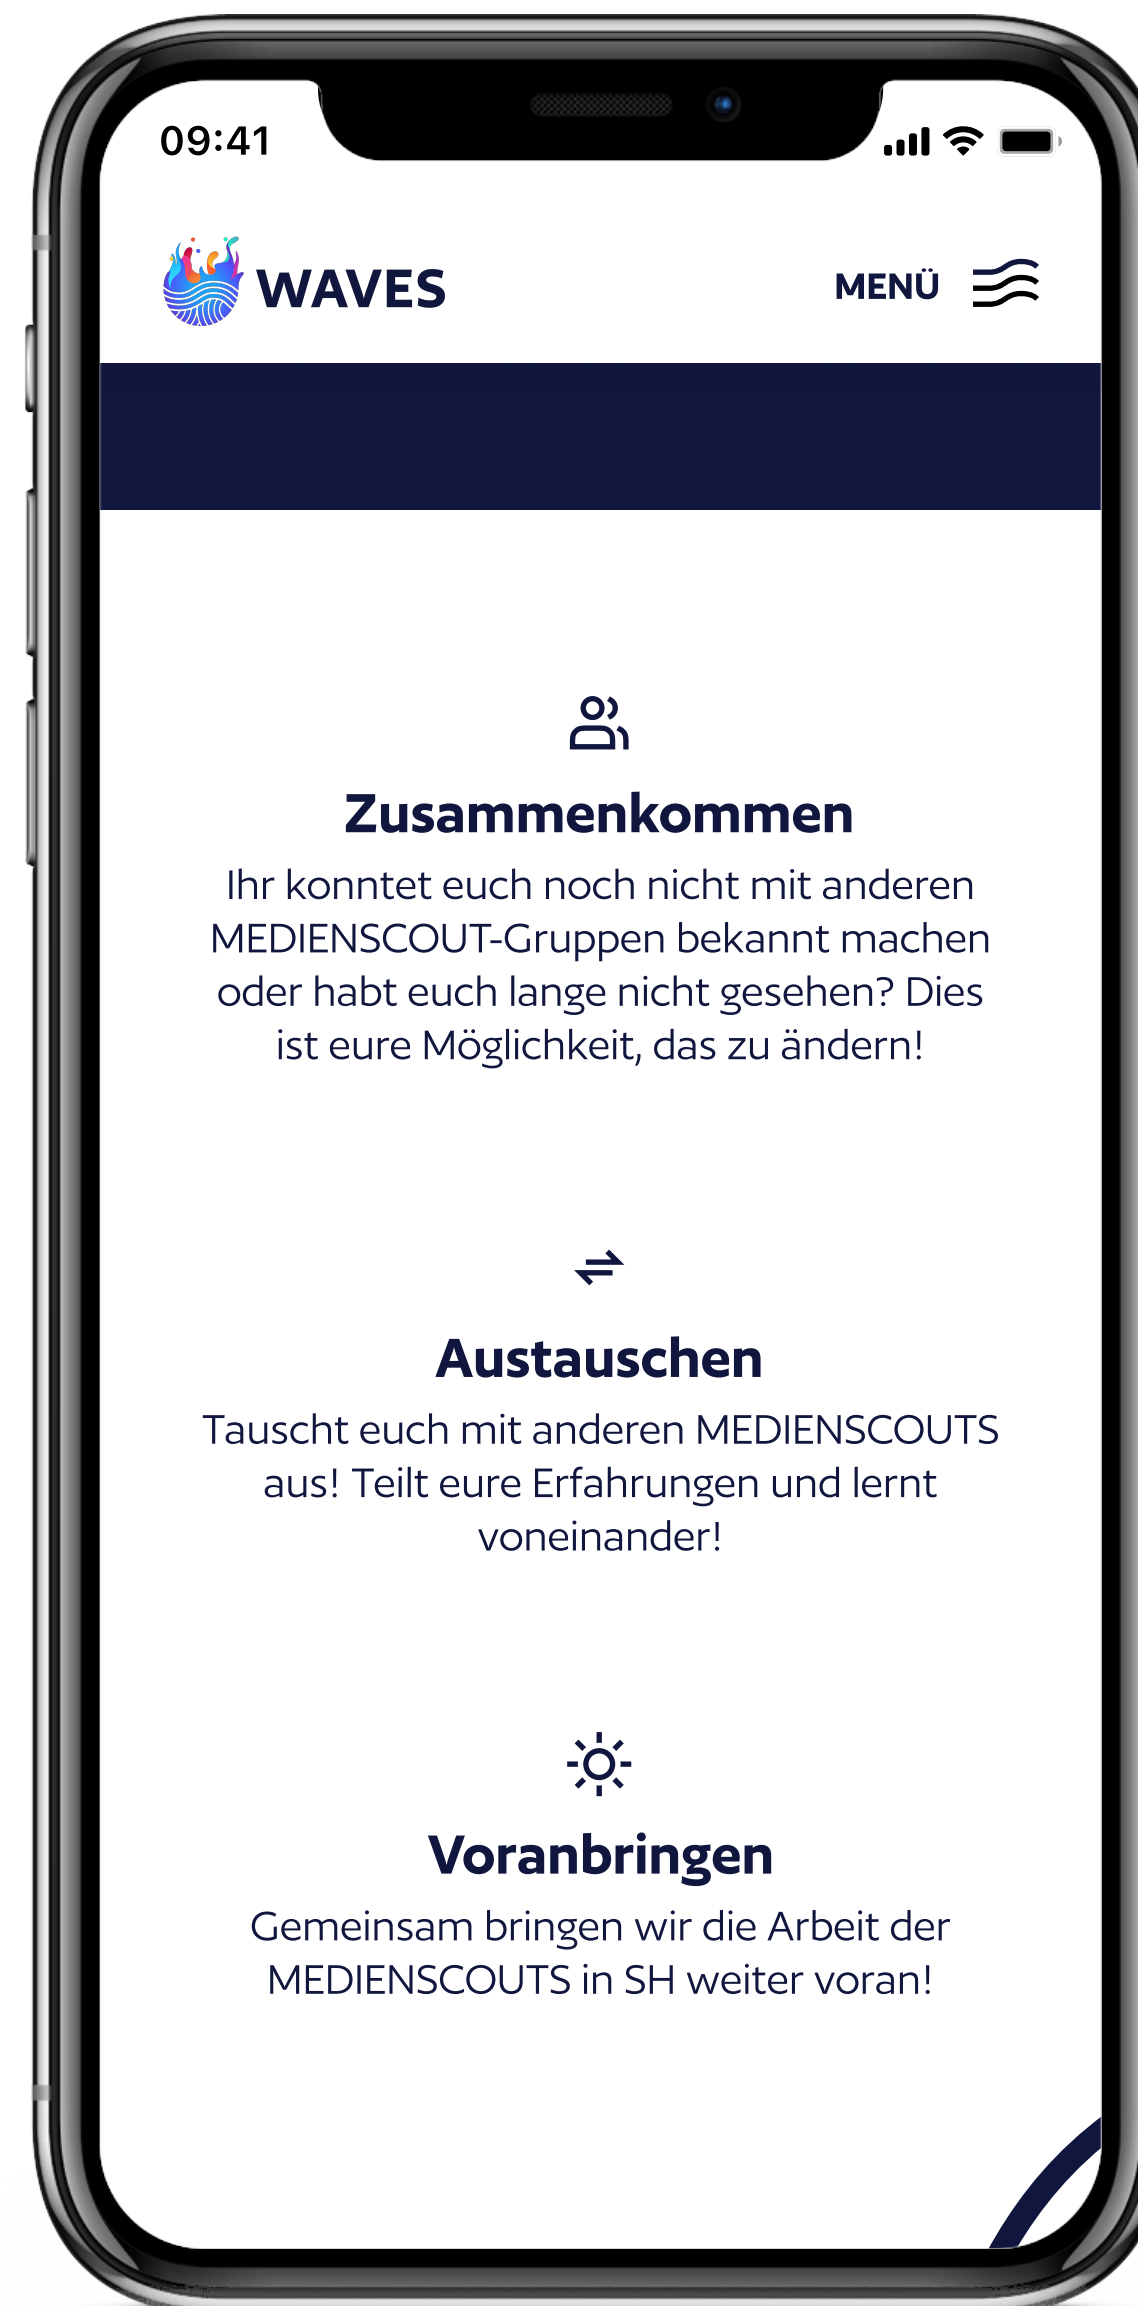 09:41
WAVES
MENÜ
Zusammenkommen
Ihr konntet euch noch nicht mit anderen
MEDIENSCOUT-Gruppen bekannt machen
oder habt euch lange nicht gesehen? Dies
ist eure Möglichkeit, das zu ändern!
Austauschen
Tauscht euch mit anderen MEDIENSCOUTS
aus! Teilt eure Erfahrungen und lernt
voneinander!
Voranbringen
Gemeinsam bringen wir die Arbeit der
MEDIENSCOUTS in SH weiter voran!